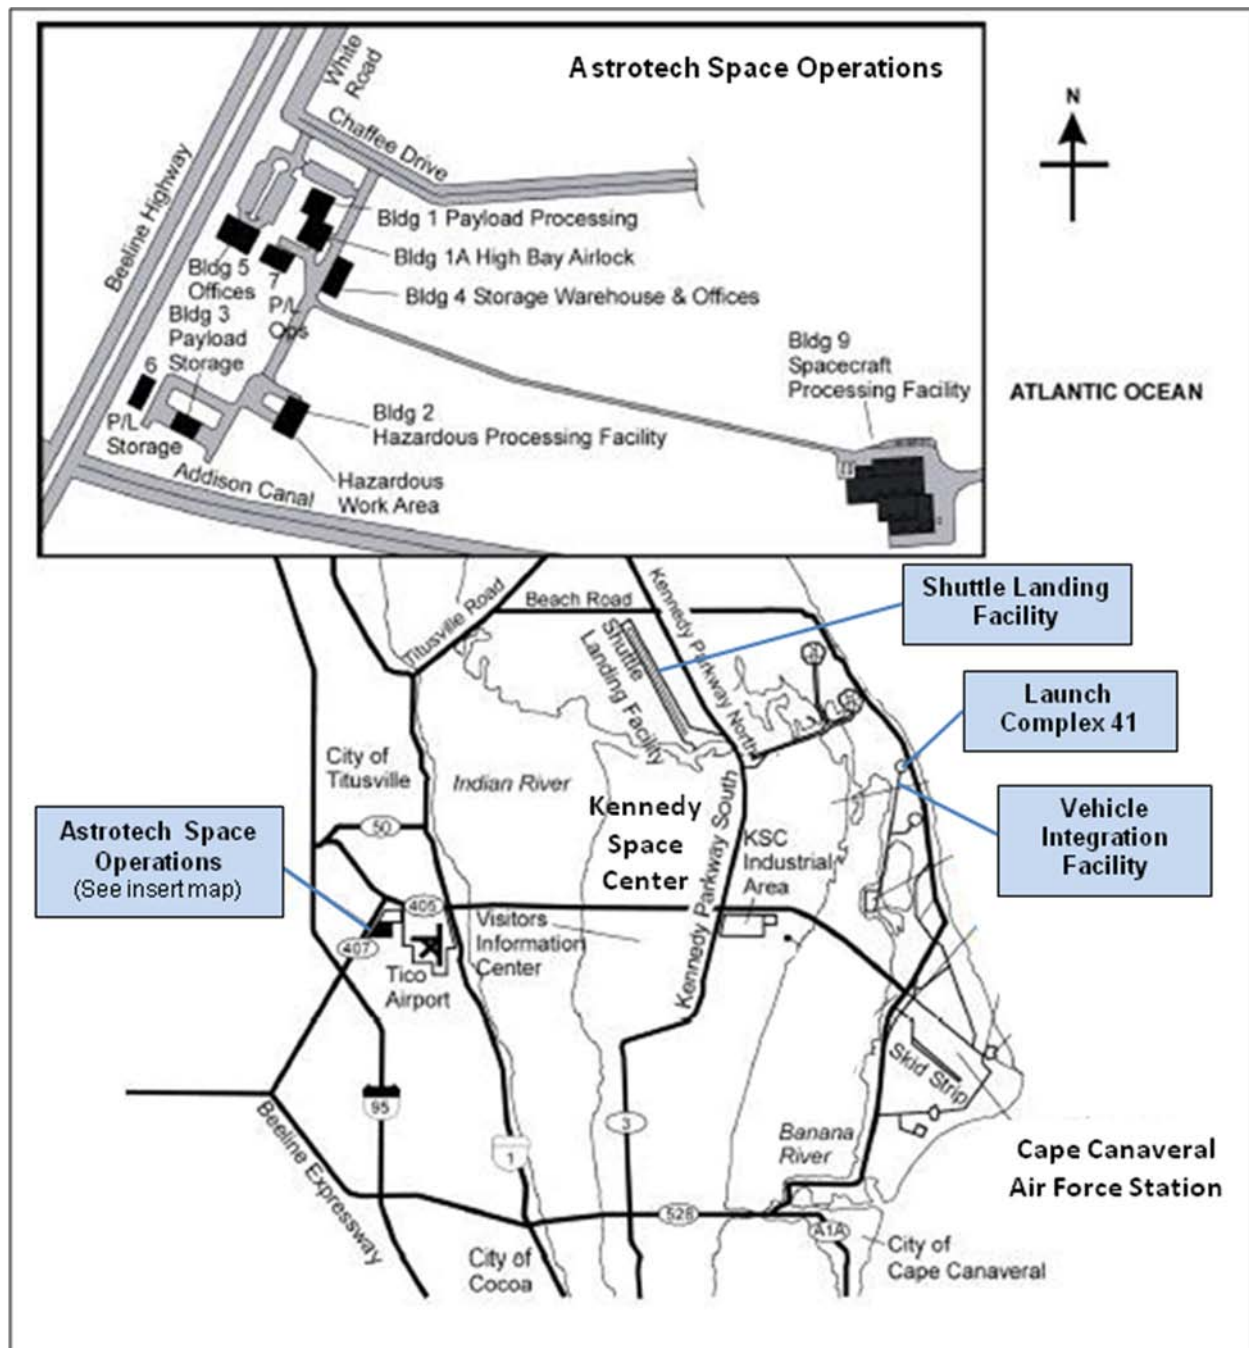 Astrotech Space Operations
N
White
Road
Chaffee Drive
Beeline Highway
Bldg 1 Payload Processing
Bldg 1A High Bay Airlock
Bldg 5
Offices
7
P/L
Ops
Bldg 4 Storage Warehouse & Offices
Bldg 3
Payload
Storage
6
P/L
Storage
Bldg 2
Hazardous Processing Facility
Hazardous
Work Area
Addison Canal
Bldg 9
Spacecraft
Processing Facility
ATLANTIC OCEAN
Shuttle Landing
Facility
Launch
Complex 41
Vehicle
Integration
Facility
Astrotech Space
Operations
(See insert map)
Titusville Road
Beach Road
Kennedy Parkway North
Shuttle
Landing Facility
City of
Titusville
Indian River
Kennedy
Space
Center
Kennedy Parkway South
KSC
Industrial
Area
50
405
407
Tico
Airport
Visitors
Information
Center
Skid Strip
95
1
3
Beeline Expressway
Banana
River
Cape Canaveral
Air Force Station
528
A1A
City of
Cocoa
City of
Cape Canaveral